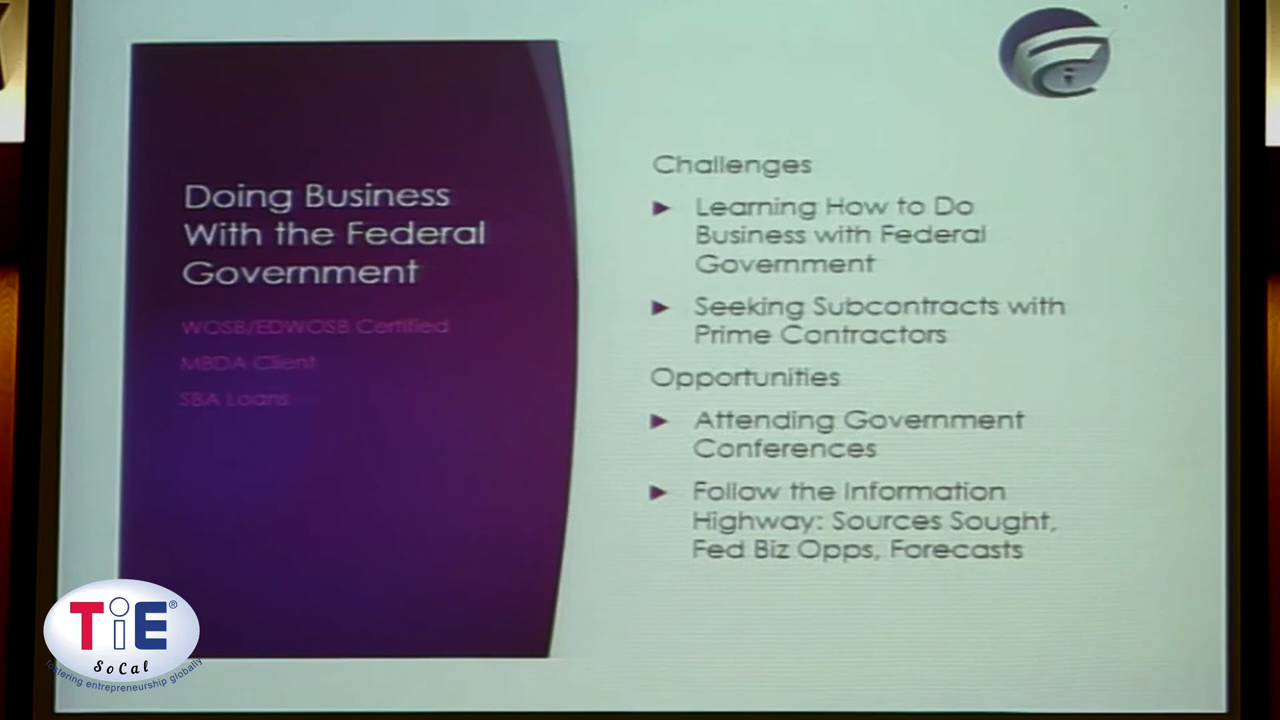 Doing Business
With the Federal
Government
WOSB/EDWOSB Certified
MBDA Client
SBA Loans
Challenges
Learning How to Do
Business with Federal
Government
Seeking Subcontracts with
Prime Contractors
Opportunities
Attending Government
Conferences
Follow the Information
Highway: Sources Sought,
Fed Biz Opps, Forecasts
TiE®
SoCal
fostering entrepreneurship globally